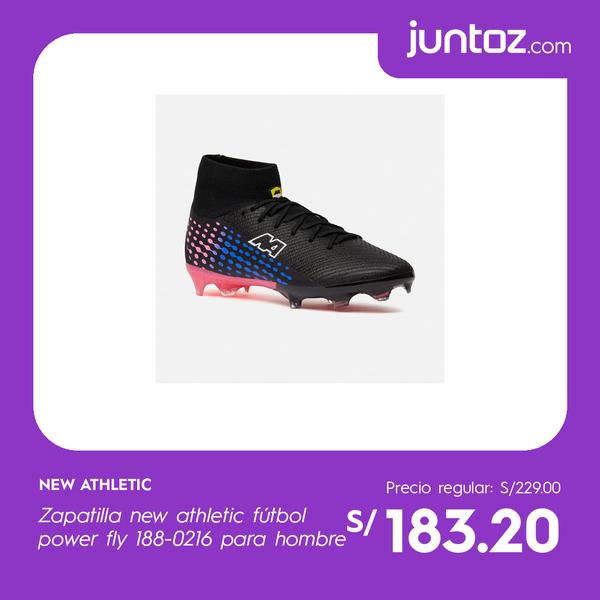 juntoz.com
NA
NEW ATHLETIC
Zapatilla new athletic fútbol
power fly 188-0216 para hombre
Precio regular: S/229.00
S/183.20